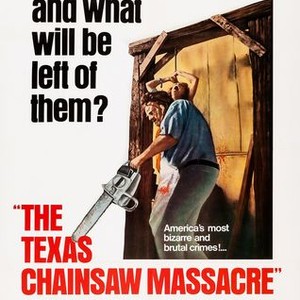 and what
will be
left of
them?
America's most
bizarre and
brutal crimes!...
"THE
TEXAS
CHAINSAW MASSACRE"